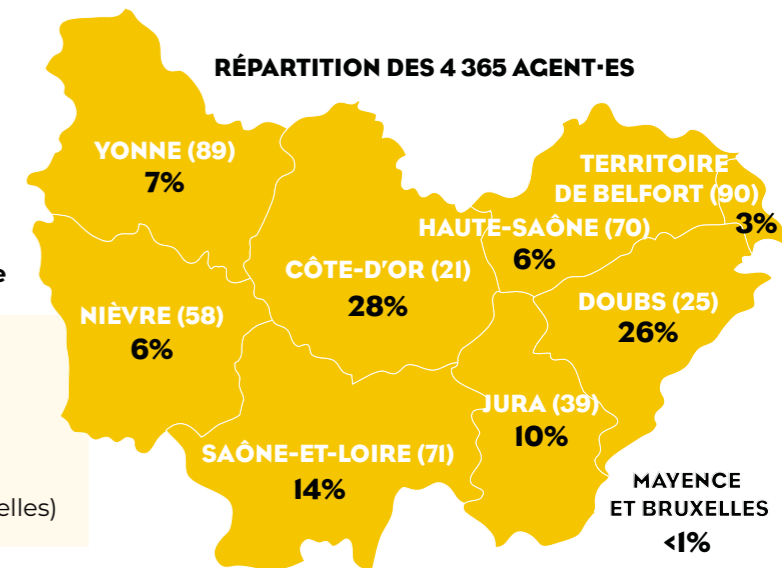 RÉPARTITION DES 4 365 AGENT·ES
YONNE (89)
7%
TERRITOIRE
DE BELFORT (90)
3%
HAUTE-SAÔNE (70)
6%
CÔTE-D'OR (21)
28%
DOUBS (25)
26%
NIÈVRE (58)
6%
JURA (39)
10%
SAÔNE-ET-LOIRE (71)
14%
MAYENCE
ET BRUXELLES
<1%
e
elles)